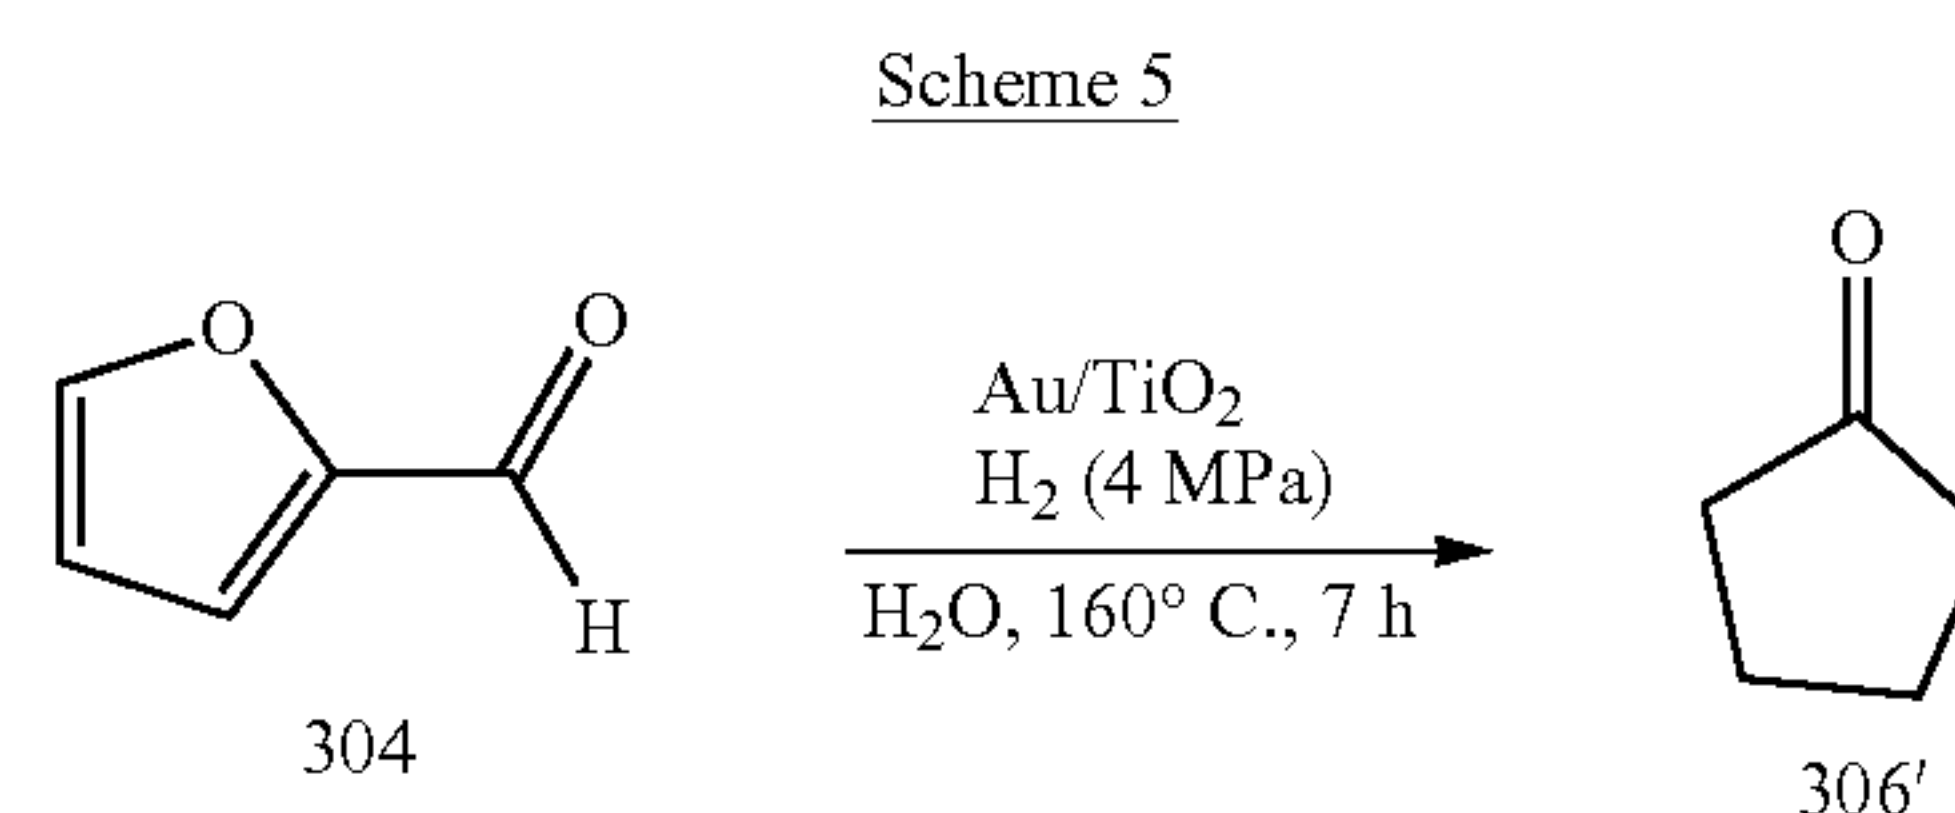 Scheme 5
O
O
O
H
Au/TiO₂
H₂ (4 MPa)
H₂O, 160° C., 7 h
304
306′